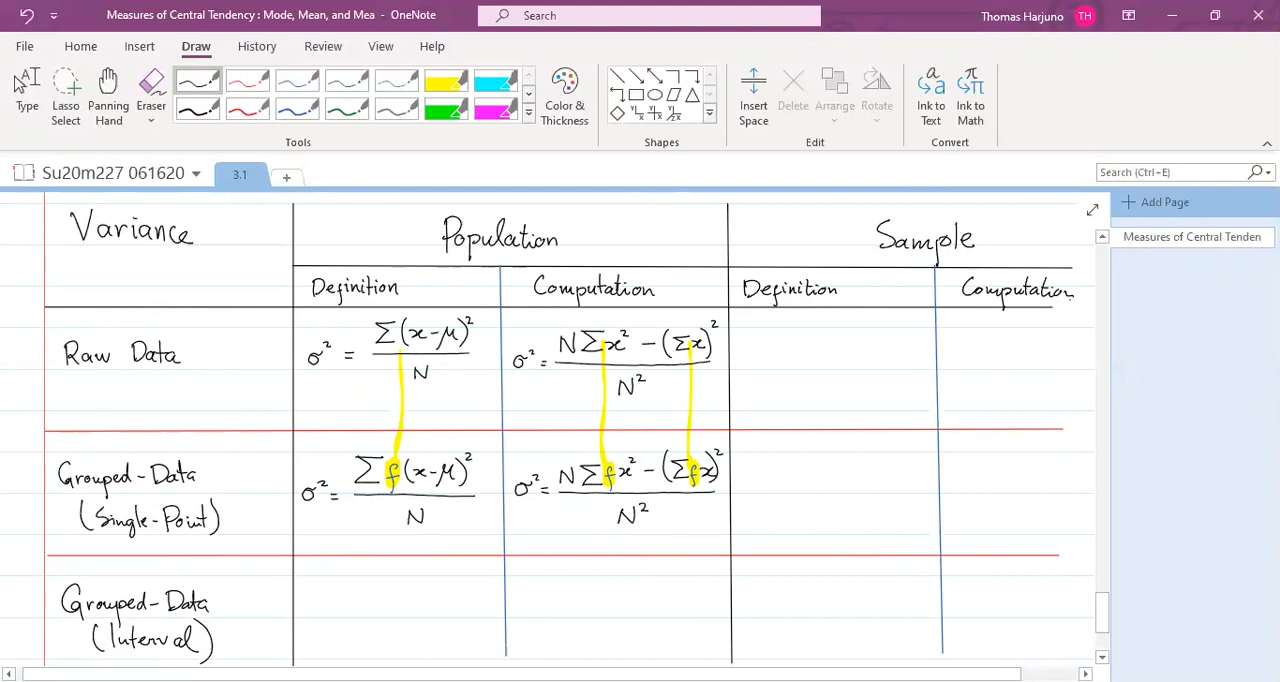 Measures of Central Tendency : Mode, Mean, and Mea - OneNote
Search
Thomas Harjuno
TH
File Home Insert Draw History Review View Help
Type
Lasso Select
Panning Hand
Eraser
Color & Thickness
Insert Space
Delete
Arrange
Rotate
Ink to Text
Ink to Math
Tools
Shapes
Edit
Convert
Su20m227 061620
3.1
Search (Ctrl+E)
Add Page
Measures of Central Tenden
Variance Population Sample
Definition Computation Definition Computation
Raw Data σ² = Σ(x-μ)² / N σ² = NΣx² - (Σx)² / N²
Grouped-Data (Single-Point) σ² = Σf(x-μ)² / N σ² = NΣfx² - (Σfx)² / N²
Grouped-Data
(Interval)